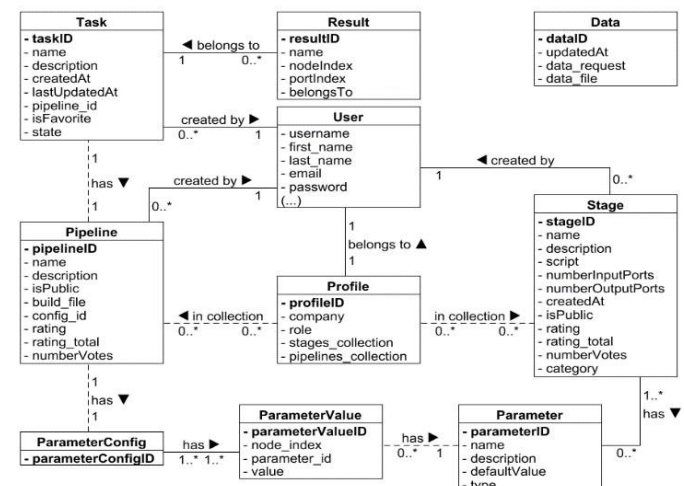 Task
- taskID
- name
- description
- createdAt
- lastUpdatedAt
- pipeline_id
- isFavorite
- state
◄ belongs to
1
0..*
Result
- resultID
- name
- nodeIndex
- portIndex
- belongsTo
Data
- dataID
- updatedAt
- data_request
- data_file
created by ►
0..*
1
User
- username
- first_name
- last_name
- email
- password
(...)
1
has ▼
1
created by ►
0..*
1
◄ created by
1
0..*
1
belongs to ▲
1
Pipeline
- pipelineID
- name
- description
- isPublic
- build_file
- config_id
- rating
- rating_total
- numberVotes
◄ in collection
0..*
0..*
Profile
- profileID
- company
- role
- stages_collection
- pipelines_collection
in collection ►
0..*
0..*
Stage
- stageID
- name
- description
- script
- numberInputPorts
- numberOutputPorts
- createdAt
- isPublic
- rating
- rating_total
- numberVotes
- category
1
has ▼
1
1..*
has ▼
0..*
ParameterConfig
- parameterConfigID
has ►
1..*
1..*
ParameterValue
- parameterValueID
- node_index
- parameter_id
- value
has ►
0..*
1
Parameter
- parameterID
- name
- description
- defaultValue
- type